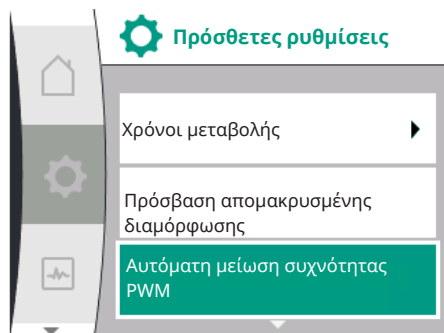 Πρόσθετες ρυθμίσεις
Χρόνοι μεταβολής
Πρόσβαση απομακρυσμένης
διαμόρφωσης
Αυτόματη μείωση συχνότητας
PWM